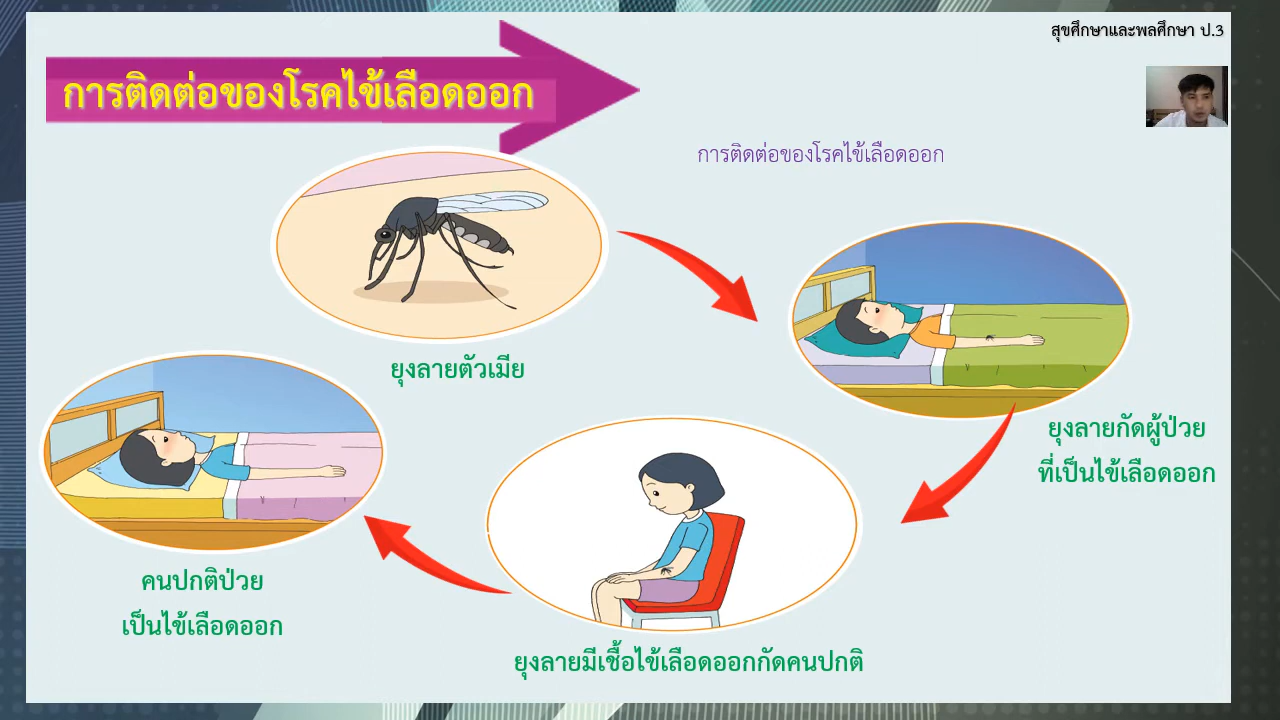 สุขศึกษาและพลศึกษา ป.3
การติดต่อของโรคไข้เลือดออก
การติดต่อของโรคไข้เลือดออก
ยุงลายตัวเมีย
ยุงลายกัดผู้ป่วย
ที่เป็นไข้เลือดออก
คนปกติป่วย
เป็นไข้เลือดออก
ยุงลายมีเชื้อไข้เลือดออกกัดคนปกติ